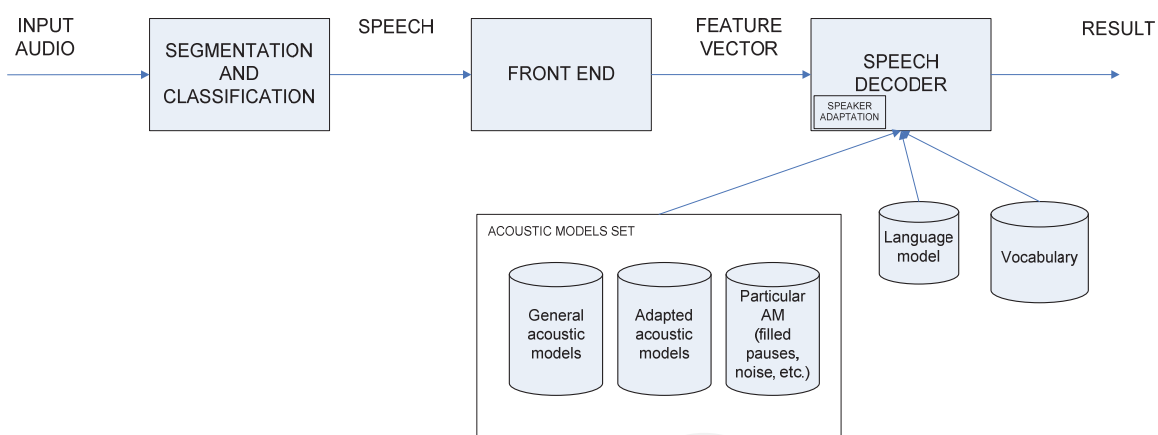 INPUT
AUDIO
SEGMENTATION
AND
CLASSIFICATION
SPEECH
FRONT END
FEATURE
VECTOR
SPEECH
DECODER
SPEAKER
ADAPTATION
RESULT
ACOUSTIC MODELS SET
General
acoustic
models
Adapted
acoustic
models
Particular
AM
(filled
pauses,
noise, etc.)
Language
model
Vocabulary